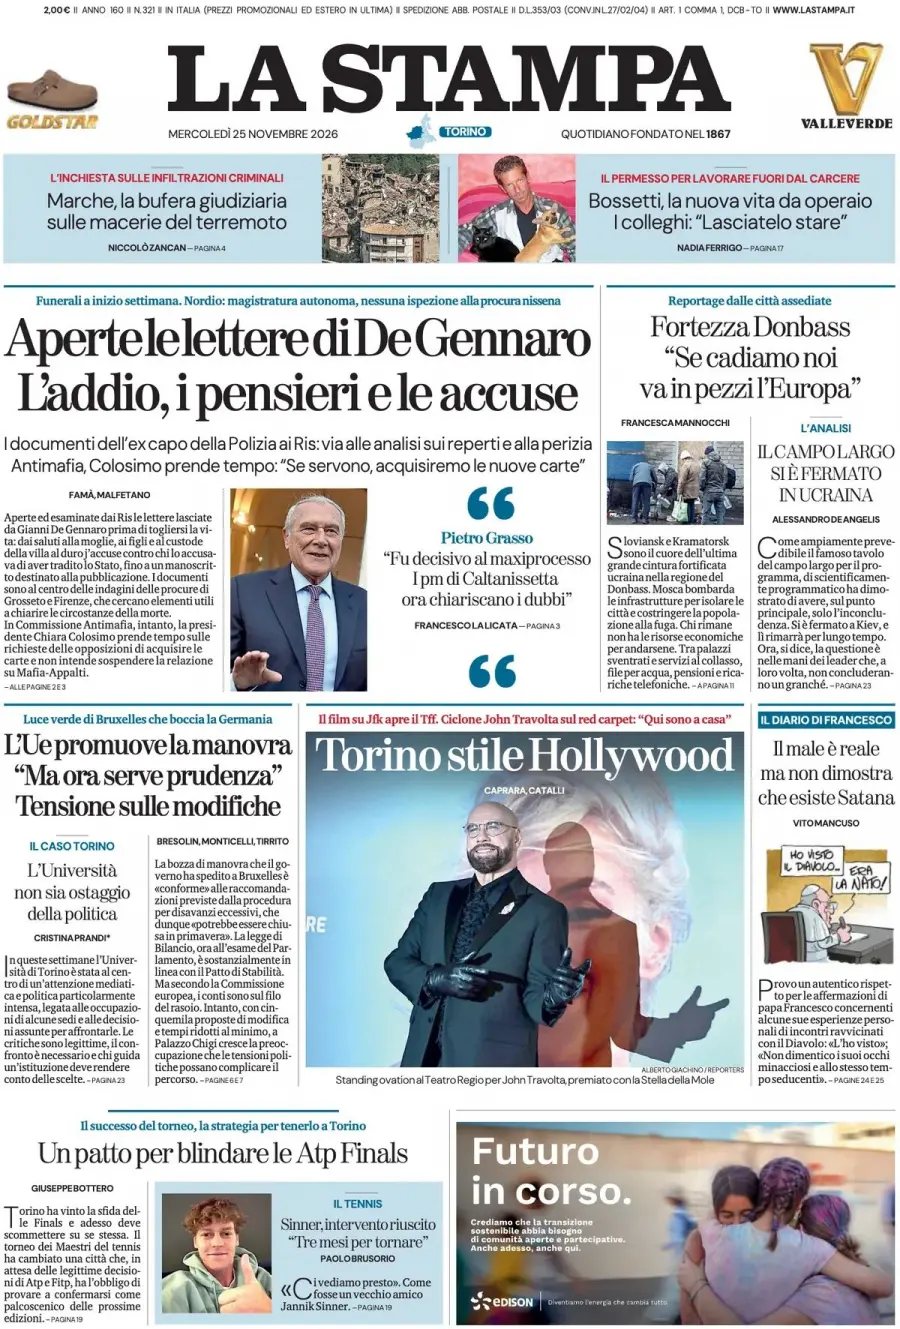 2,00 € II ANNO 160 II N.321 II IN ITALIA (PREZZI PROMOZIONALI ED ESTERO IN ULTIMA) II SPEDIZIONE ABB. POSTALE II D.L.353/03 (CONV.INL.27/02/04) II ART. 1 COMMA 1, DCB-TO II WWW.LASTAMPA.IT
GOLDSTAR
LA STAMPA
VALLEVERDE
MERCOLEDÌ 25 NOVEMBRE 2026
TORINO
QUOTIDIANO FONDATO NEL 1867
L'INCHIESTA SULLE INFILTRAZIONI CRIMINALI
Marche, la bufera giudiziaria
sulle macerie del terremoto
NICCOLÒ ZANCAN – PAGINA 4
IL PERMESSO PER LAVORARE FUORI DAL CARCERE
Bossetti, la nuova vita da operaio
I colleghi: “Lasciatelo stare”
NADIA FERRIGO – PAGINA 17
Funerali a inizio settimana. Nordio: magistratura autonoma, nessuna ispezione alla procura nissena
Aperte le lettere di De Gennaro
L'addio, i pensieri e le accuse
I documenti dell'ex capo della Polizia ai Ris: via alle analisi sui reperti e alla perizia
Antimafia, Colosimo prende tempo: “Se servono, acquisiremo le nuove carte”
FAMÀ, MALFETANO
Aperte ed esaminate dai Ris le lettere lasciate
da Gianni De Gennaro prima di togliersi la vi-
ta: dai saluti alla moglie, ai figli e al custode
della villa al duro j'accuse contro chi lo accusa-
va di aver tradito lo Stato, fino a un manoscrit-
to destinato alla pubblicazione. I documenti
sono al centro delle indagini delle procure di
Grosseto e Firenze, che cercano elementi utili
a chiarire le circostanze della morte.
In Commissione Antimafia, intanto, la presi-
dente Chiara Colosimo prende tempo sulle
richieste delle opposizioni di acquisire le
carte e non intende sospendere la relazione
su Mafia-Appalti.
– ALLE PAGINE 2 E 3
“
Pietro Grasso
“Fu decisivo al maxiprocesso
I pm di Caltanissetta
ora chiariscano i dubbi”
FRANCESCO LA LICATA – PAGINA 3
“
Reportage dalle città assediate
Fortezza Donbass
“Se cadiamo noi
va in pezzi l'Europa”
FRANCESCA MANNOCCHI
Sloviansk e Kramatorsk
sono il cuore dell'ultima
grande cintura fortificata
ucraina nella regione del
Donbass. Mosca bombarda
le infrastrutture per isolare le
città e costringere la popola-
zione alla fuga. Chi rimane
non ha le risorse economiche
per andarsene. Tra palazzi
sventrati e servizi al collasso,
file per acqua, pensioni e rica-
riche telefoniche. – A PAGINA 11
L'ANALISI
IL CAMPO LARGO
SI È FERMATO
IN UCRAINA
ALESSANDRO DE ANGELIS
Come ampiamente preve-
dibile il famoso tavolo
del campo largo per il pro-
gramma, di scientificamen-
te programmatico ha dimo-
strato di avere, sul punto
principale, solo l'inconclu-
denza. Si è fermato a Kiev, e
lì rimarrà per lungo tempo.
Ora, si dice, la questione è
nelle mani dei leader che, a
loro volta, non concluderan-
no un granché. – PAGINA 23
Luce verde di Bruxelles che boccia la Germania
L'Ue promuove la manovra
“Ma ora serve prudenza”
Tensione sulle modifiche
IL CASO TORINO
L'Università
non sia ostaggio
della politica
CRISTINA PRANDI*
In queste settimane l'Univer-
sità di Torino è stata al cen-
tro di un'attenzione mediati-
ca e politica particolarmente
intensa, legata alle occupazio-
ni di alcune sedi e alle decisio-
ni assunte per affrontarle. Le
critiche sono legittime, il con-
fronto è necessario e chi guida
un'istituzione deve rendere
conto delle scelte. – PAGINA 23
BRESOLIN, MONTICELLI, TIRRITO
La bozza di manovra che il go-
verno ha spedito a Bruxelles è
«conforme» alle raccomanda-
zioni previste dalla procedura
per disavanzi eccessivi, che
dunque «potrebbe essere chiu-
sa in primavera». La legge di
Bilancio, ora all'esame del Par-
lamento, è sostanzialmente in
linea con il Patto di Stabilità.
Ma secondo la Commissione
europea, i conti sono sul filo
del rasoio. Intanto, con cin-
quemila proposte di modifica
e tempi ridotti al minimo, a
Palazzo Chigi cresce la preoc-
cupazione che le tensioni poli-
tiche possano complicare il
percorso. – PAGINE 6 E 7
Il film su Jfk apre il Tff. Ciclone John Travolta sul red carpet: “Qui sono a casa”
Torino stile Hollywood
CAPRARA, CATALLI
RE
ALBERTO GIACHINO / REPORTERS
Standing ovation al Teatro Regio per John Travolta, premiato con la Stella della Mole
IL DIARIO DI FRANCESCO
Il male è reale
ma non dimostra
che esiste Satana
VITO MANCUSO
HO VISTO
IL DIAVOLO...
ERA
LA NATO!
Provo un autentico rispet-
to per le affermazioni di
papa Francesco concernenti
alcune sue esperienze perso-
nali di incontri ravvicinati
con il Diavolo: «L'ho visto»;
«Non dimentico i suoi occhi
minacciosi e allo stesso tem-
po seducenti». – PAGINE 24 E 25
Il successo del torneo, la strategia per tenerlo a Torino
Un patto per blindare le Atp Finals
GIUSEPPE BOTTERO
Torino ha vinto la sfida del-
le Finals e adesso deve
scommettere su se stessa. Il
torneo dei Maestri del tennis
ha cambiato una città che, in
attesa delle legittime decisio-
ni di Atp e Fitp, ha l'obbligo di
provare a confermarsi come
palcoscenico delle prossime
edizioni. – PAGINA 19
IL TENNIS
Sinner, intervento riuscito
“Tre mesi per tornare”
PAOLO BRUSORIO
«Ci vediamo presto». Come
fosse un vecchio amico
Jannik Sinner. – PAGINA 19
Futuro
in corso.
Crediamo che la transizione
sostenibile abbia bisogno
di comunità aperte e partecipative.
Anche adesso, anche qui.
EDISON
Diventiamo l'energia che cambia tutto.